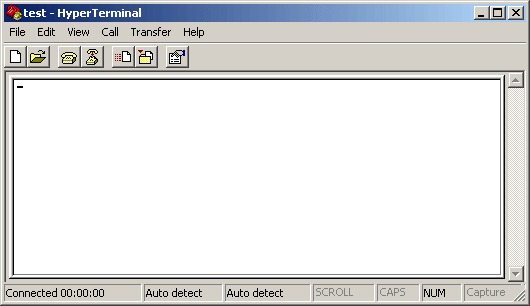 test - HyperTerminal
File Edit View Call Transfer Help
Connected 00:00:00 Auto detect Auto detect SCROLL CAPS NUM Capture